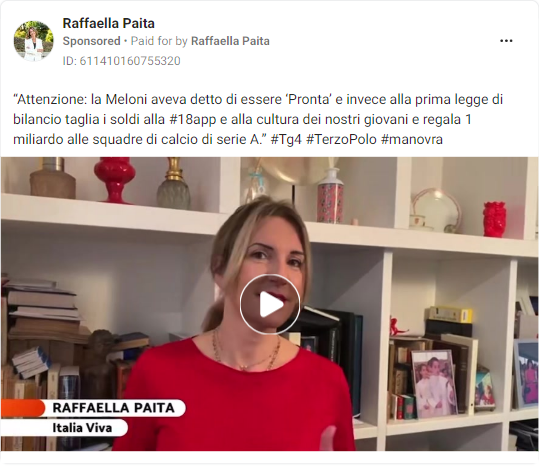 Raffaella Paita
Sponsored • Paid for by Raffaella Paita
ID: 611410160755320
“Attenzione: la Meloni aveva detto di essere ‘Pronta’ e invece alla prima legge di
bilancio taglia i soldi alla #18app e alla cultura dei nostri giovani e regala 1
miliardo alle squadre di calcio di serie A.” #Tg4 #TerzoPolo #manovra
RAFFAELLA PAITA
Italia Viva